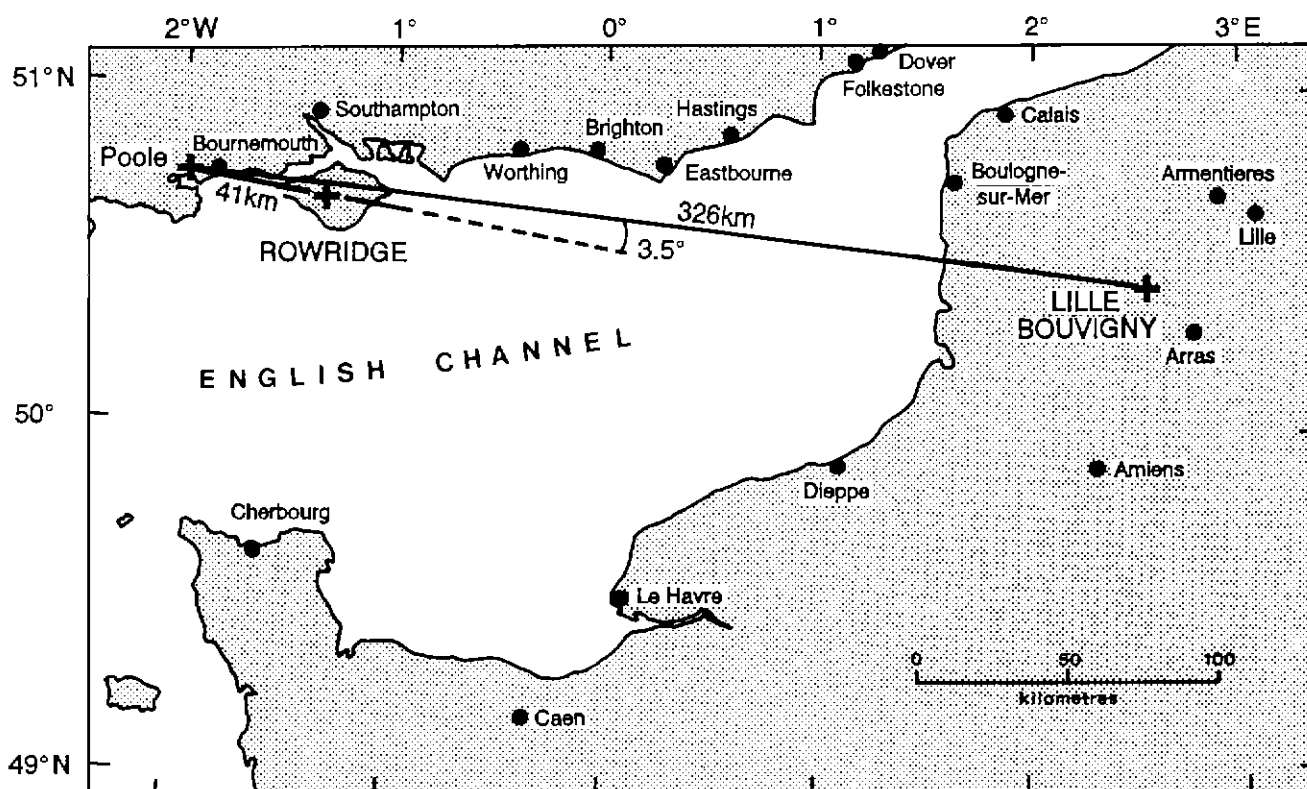 2°W 1° 0° 1° 2° 3°E
51°N
Dover
Folkestone
Southampton
Hastings
Calais
Bournemouth
Brighton
Poole
Worthing
Eastbourne
Boulogne-
sur-Mer
Armentieres
Lille
41km
326km
ROWRIDGE
3.5°
LILLE
BOUVIGNY
Arras
ENGLISH CHANNEL
50°
Amiens
Dieppe
Cherbourg
Le Havre
0 50 100
kilometres
Caen
49°N